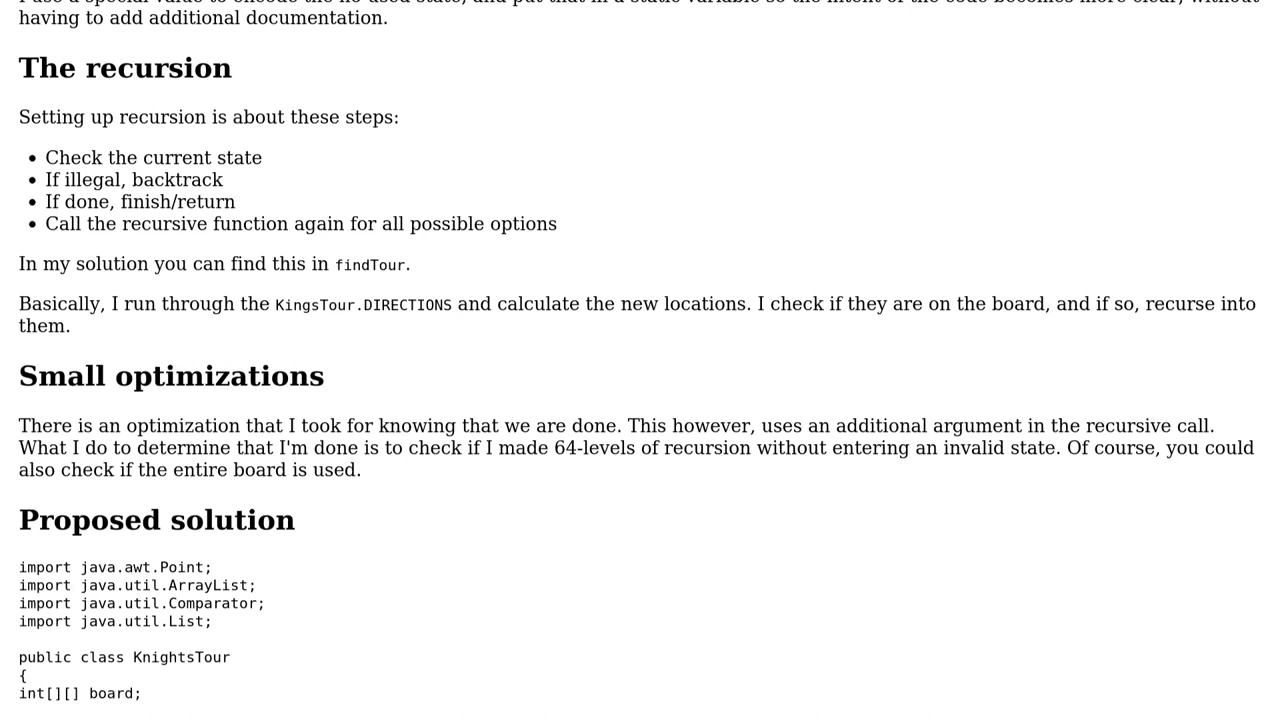 having to add additional documentation.
The recursion
Setting up recursion is about these steps:
• Check the current state
• If illegal, backtrack
• If done, finish/return
• Call the recursive function again for all possible options
In my solution you can find this in findTour.
Basically, I run through the KingsTour.DIRECTIONS and calculate the new locations. I check if they are on the board, and if so, recurse into
them.
Small optimizations
There is an optimization that I took for knowing that we are done. This however, uses an additional argument in the recursive call.
What I do to determine that I'm done is to check if I made 64-levels of recursion without entering an invalid state. Of course, you could
also check if the entire board is used.
Proposed solution
import java.awt.Point;
import java.util.ArrayList;
import java.util.Comparator;
import java.util.List;
public class KnightsTour
{
int[][] board;